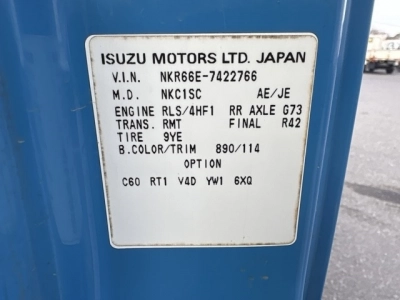 ISUZU MOTORS LTD. JAPAN
V.I.N. NKR66E-7422766
M.D. NKC1SC AE/JE
ENGINE RLS/4HF1 RR AXLE G73
TRANS. RMT FINAL R42
TIRE 9YE
B.COLOR/TRIM 890/114
OPTION
C60 RT1 V4D YW1 6XQ